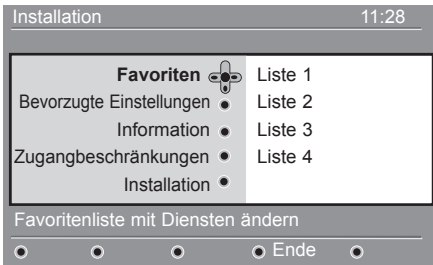 Installation 11:28
Favoriten Liste 1
Bevorzugte Einstellungen Liste 2
Information Liste 3
Zugangbeschränkungen Liste 4
Installation
Favoritenliste mit Diensten ändern
Ende